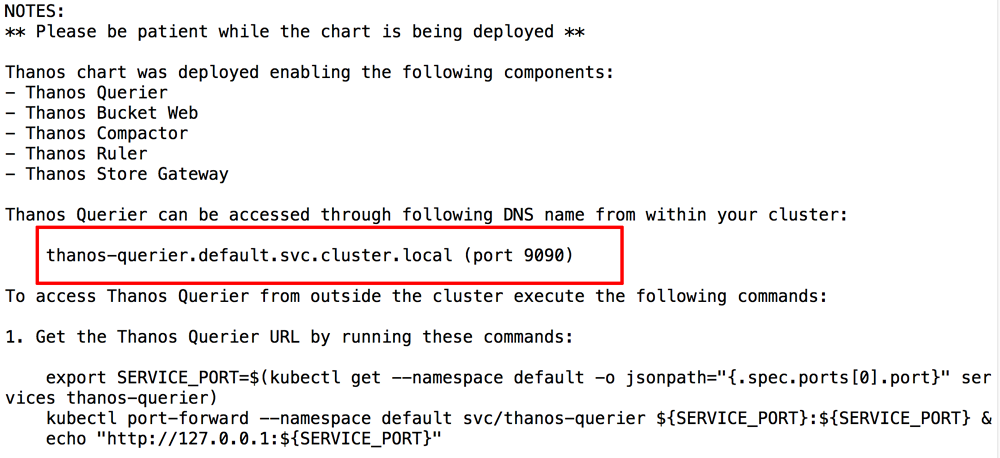 NOTES:
** Please be patient while the chart is being deployed **
Thanos chart was deployed enabling the following components:
- Thanos Querier
- Thanos Bucket Web
- Thanos Compactor
- Thanos Ruler
- Thanos Store Gateway
Thanos Querier can be accessed through following DNS name from within your cluster:
thanos-querier.default.svc.cluster.local (port 9090)
To access Thanos Querier from outside the cluster execute the following commands:
1. Get the Thanos Querier URL by running these commands:
export SERVICE_PORT=$(kubectl get --namespace default -o jsonpath="{.spec.ports[0].port}" ser
vices thanos-querier)
kubectl port-forward --namespace default svc/thanos-querier ${SERVICE_PORT}:${SERVICE_PORT} &
echo "http://127.0.0.1:${SERVICE_PORT}"